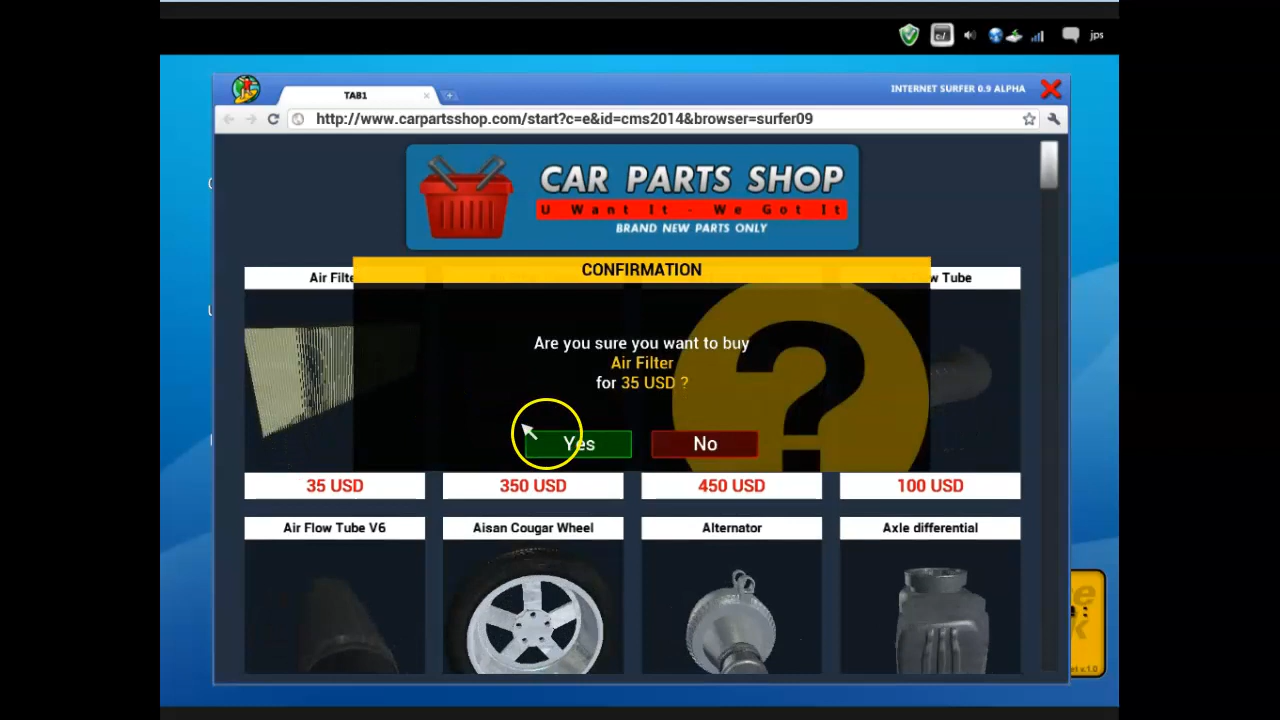 jps
TAB1
INTERNET SURFER 0.9 ALPHA
http://www.carpartsshop.com/start?c=e&id=cms2014&browser=surfer09
CAR PARTS SHOP
U Want It - We Got It
BRAND NEW PARTS ONLY
CONFIRMATION
Air Filte
w Tube
Are you sure you want to buy
Air Filter
for 35 USD ?
Yes
No
35 USD
350 USD
450 USD
100 USD
Air Flow Tube V6
Aisan Cougar Wheel
Alternator
Axle differential